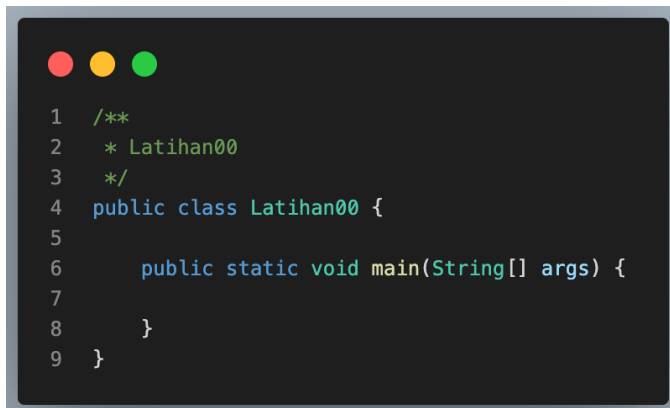 1 /**
2  * Latihan00
3  */
4 public class Latihan00 {
5
6     public static void main(String[] args) {
7
8     }
9 }